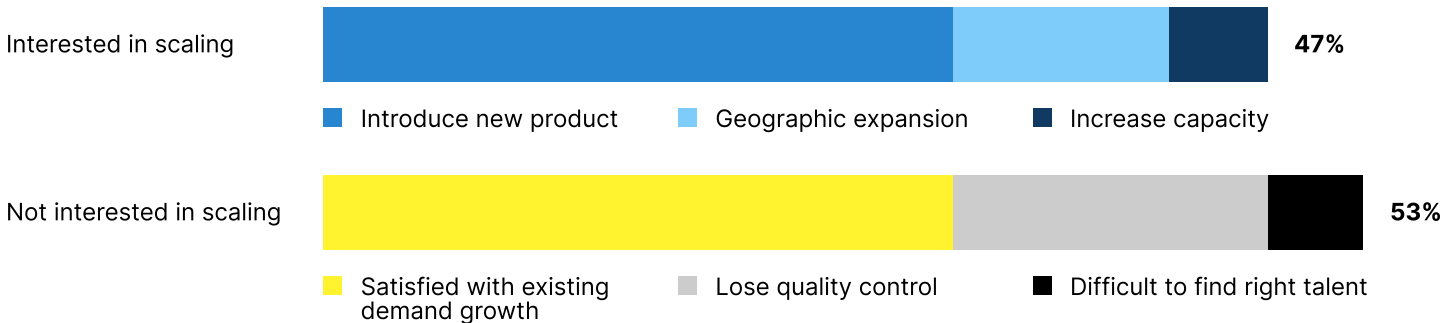 Interested in scaling
47%
Introduce new product
Geographic expansion
Increase capacity
Not interested in scaling
53%
Satisfied with existing
demand growth
Lose quality control
Difficult to find right talent